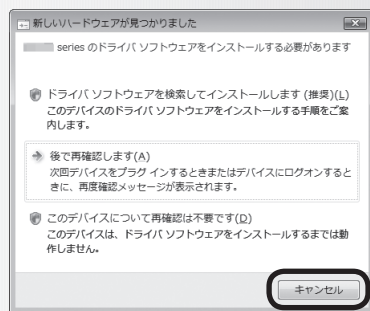 新しいハードウェアが見つかりました
series のドライバ ソフトウェアをインストールする必要があります
ドライバ ソフトウェアを検索してインストールします (推奨)(L)
このデバイスのドライバ ソフトウェアをインストールする手順をご案
内します。
後で再確認します(A)
次回デバイスをプラグ インするときまたはデバイスにログオンすると
きに、再度確認メッセージが表示されます。
このデバイスについて再確認は不要です(D)
このデバイスは、ドライバ ソフトウェアをインストールするまでは動
作しません。
キャンセル